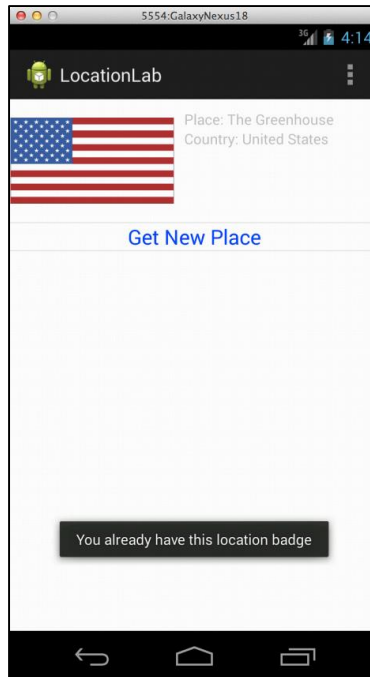 5554:GalaxyNexus18
3G 4:14
LocationLab
Place: The Greenhouse
Country: United States
Get New Place
You already have this location badge